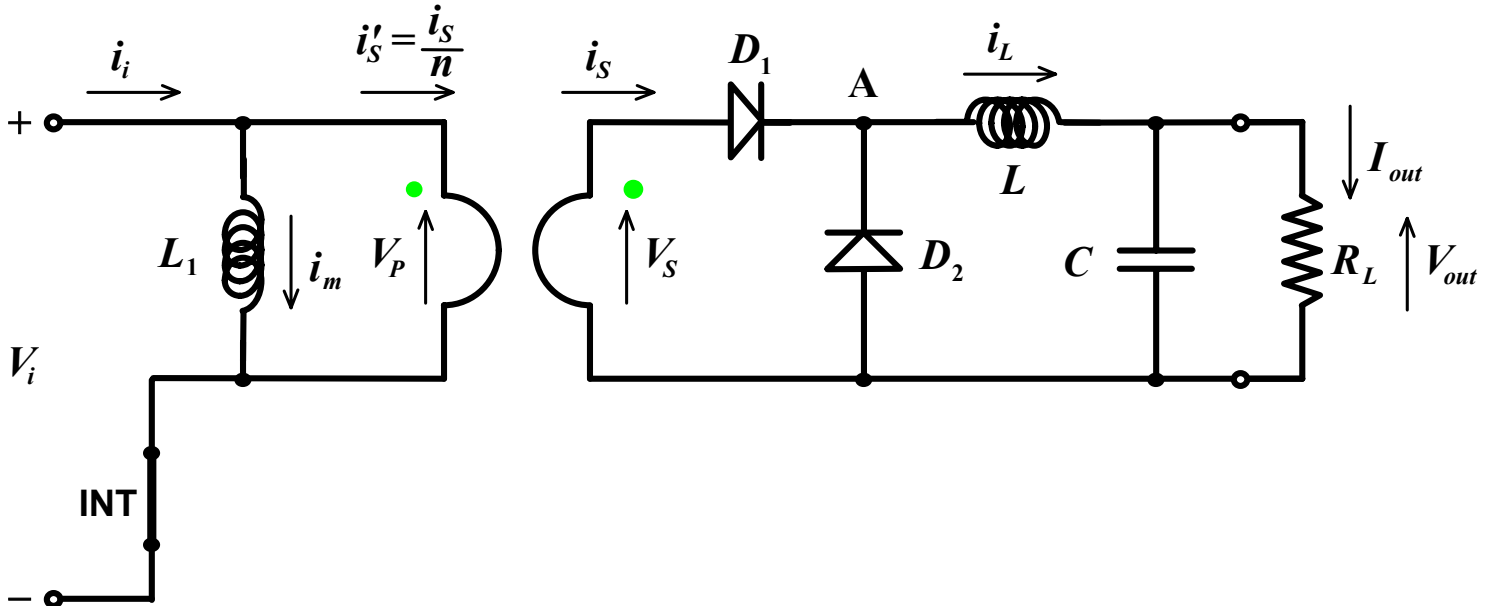 i_i
i'_S = i_S / n
i_S
D_1
A
i_L
+
L_1
i_m
V_P
V_S
D_2
L
C
I_out
R_L
V_out
V_i
INT
–